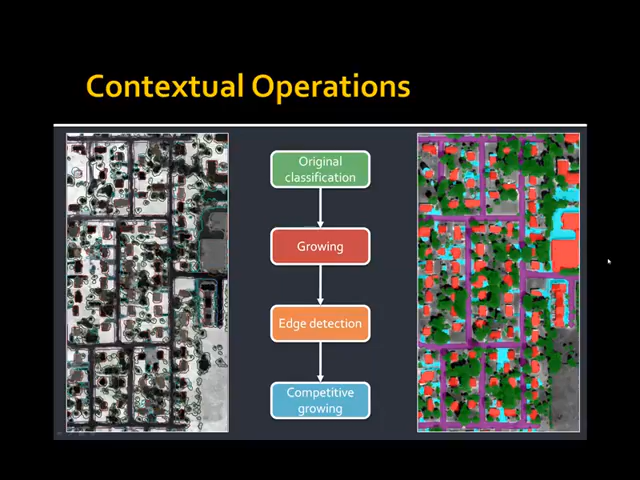 Contextual Operations
Original
classification
Growing
Edge detection
Competitive
growing